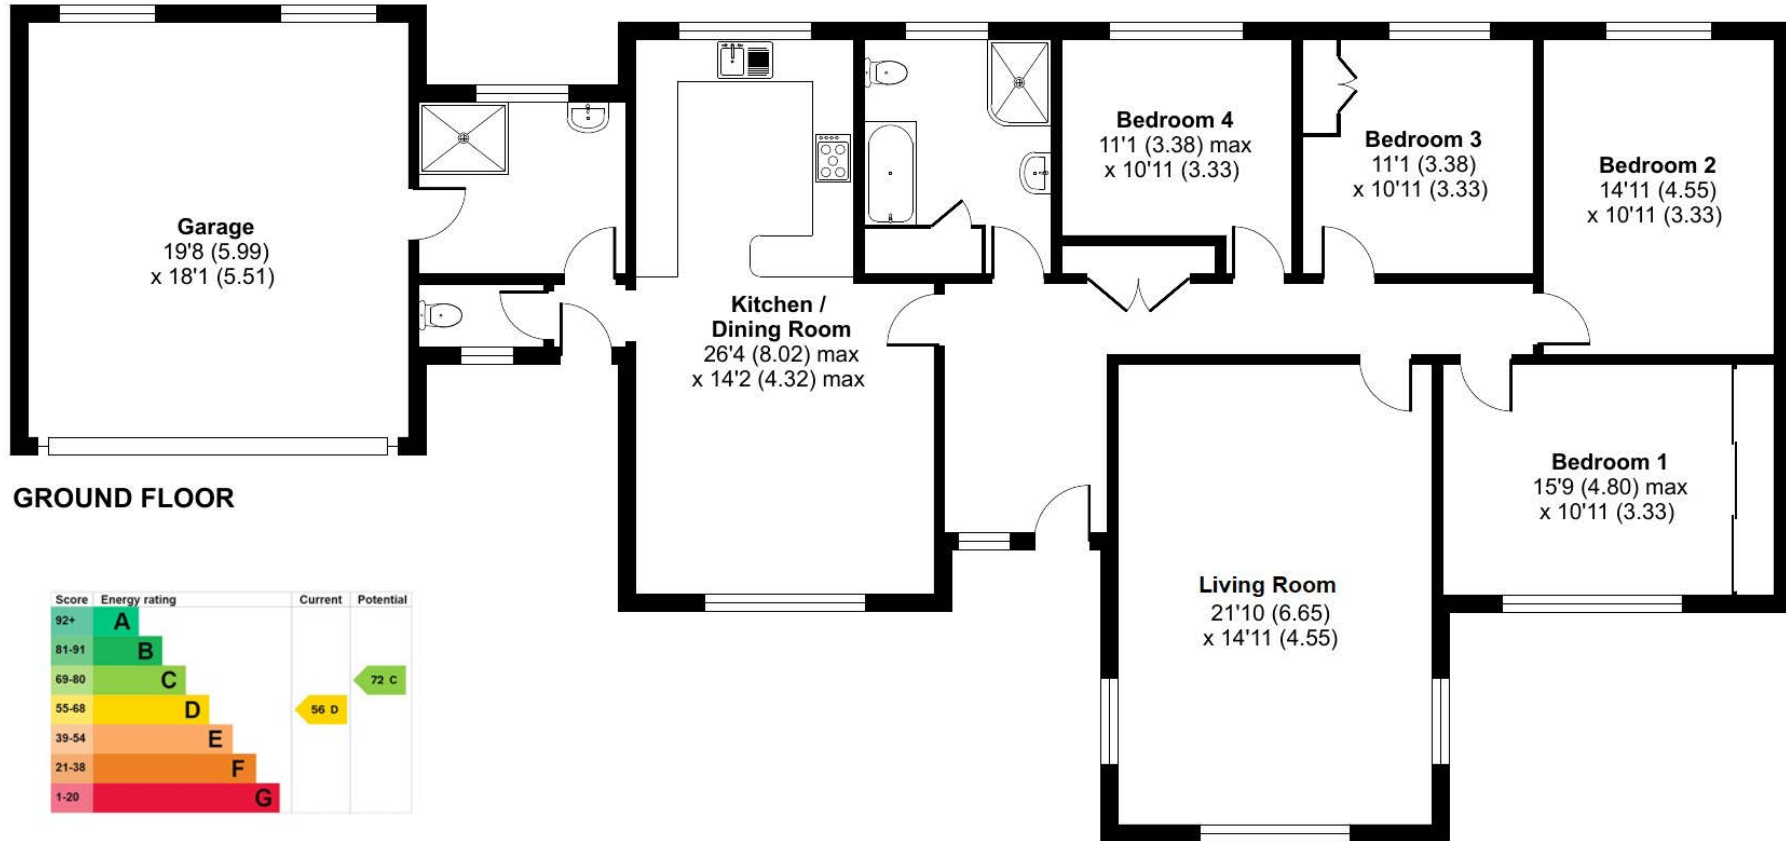 Garage
19'8 (5.99)
x 18'1 (5.51)
Kitchen /
Dining Room
26'4 (8.02) max
x 14'2 (4.32) max
Bedroom 4
11'1 (3.38) max
x 10'11 (3.33)
Bedroom 3
11'1 (3.38)
x 10'11 (3.33)
Bedroom 2
14'11 (4.55)
x 10'11 (3.33)
Bedroom 1
15'9 (4.80) max
x 10'11 (3.33)
Living Room
21'10 (6.65)
x 14'11 (4.55)
GROUND FLOOR
Score Energy rating Current Potential
92+ A
81-91 B
69-80 C 72 C
55-68 D 56 D
39-54 E
21-38 F
1-20 G